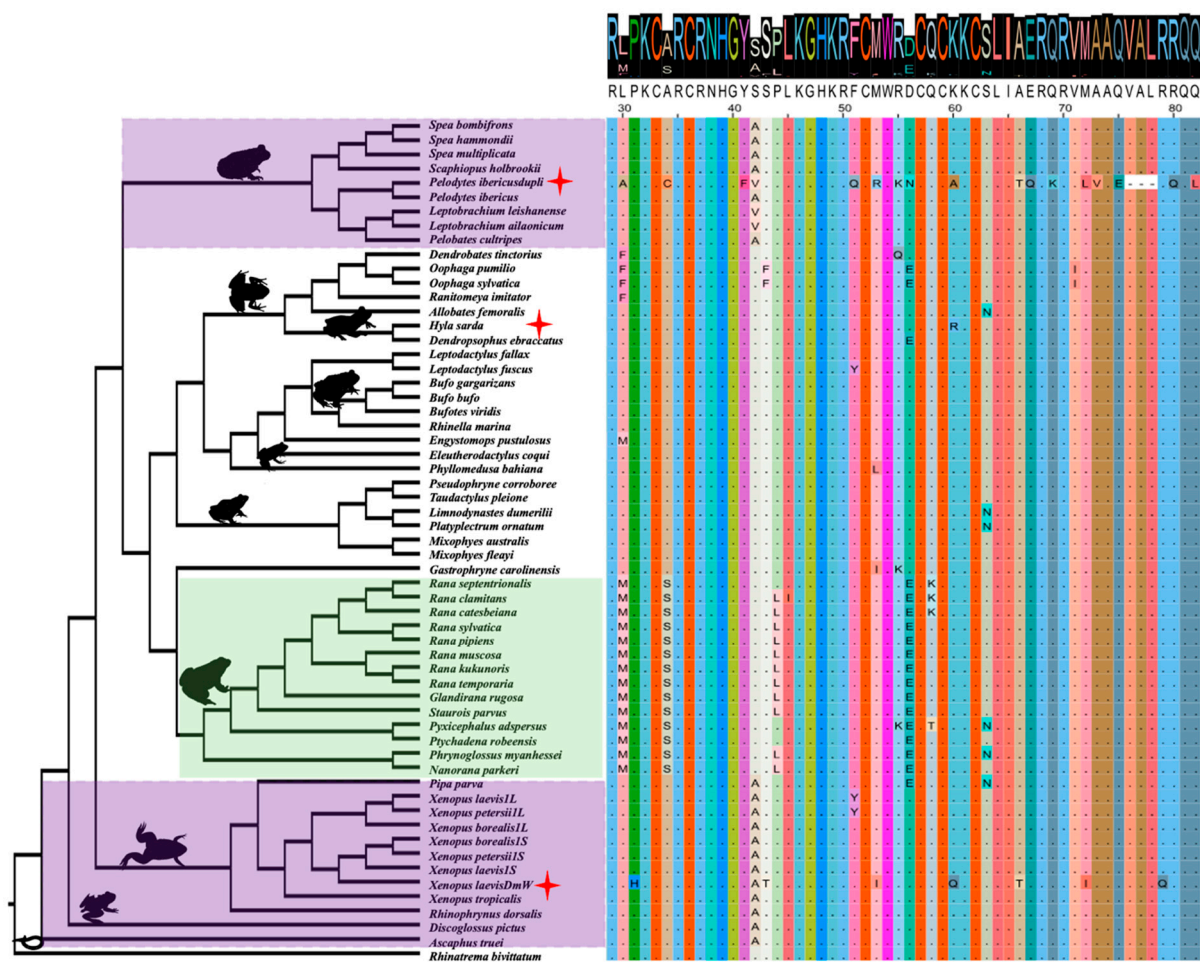 RLPKCARCRNHGYSSPLKGHKRFCMWRDCQCKKCSLIAERQRVMAAQVALRRQQ
M S A L E N
RLPKCARCRNHGYSSPLKGHKRFCMWRDCQCKKCSLIAERQRVMAAQVALRRQQ
30 40 50 60 70 80
Spea bombifrons A
Spea hammondii A
Spea multiplicata A
Scaphiopus holbrookii A
Pelodytes ibericusdupli A C F V Q R K N A T Q K L V E - - - Q L
Pelodytes ibericus A
Leptobrachium leishanense V
Leptobrachium ailaonicum V
Pelobates cultripes A
Dendrobates tinctorius F Q
Oophaga pumilio F F E I
Oophaga sylvatica F F E I
Ranitomeya imitator F
Allobates femoralis N
Hyla sarda R
Dendropsophus ebraccatus E
Leptodactylus fallax
Leptodactylus fuscus Y
Bufo gargarizans
Bufo bufo
Bufotes viridis
Rhinella marina
Engystomops pustulosus M
Eleutherodactylus coqui
Phyllomedusa bahiana L
Pseudophryne corroboree
Taudactylus pleione
Limnodynastes dumerilii N
Platyplectrum ornatum N
Mixophyes australis
Mixophyes fleayi
Gastrophryne carolinensis I K
Rana septentrionalis M S E K
Rana clamitans M S L I E K
Rana catesbeiana M S L E K
Rana sylvatica M S L E
Rana pipiens M S L E
Rana muscosa M S L E
Rana kukunoris M S L E
Rana temporaria M S L E
Glandirana rugosa M S L E
Staurois parvus M S L E
Pyxicephalus adspersus M S K E T N
Ptychadena robeensis M S E
Phrynoglossus myanhessei M S L E N
Nanorana parkeri M S L E
Pipa parva A E N
Xenopus laevis1L A Y
Xenopus petersii1L A Y
Xenopus borealis1L A
Xenopus borealis1S A
Xenopus petersii1S A
Xenopus laevis1S A
Xenopus laevisDmW H A T I Q T I Q
Xenopus tropicalis A
Rhinophrynus dorsalis A
Discoglossus pictus A
Ascaphus truei A
Rhinatrema bivittatum